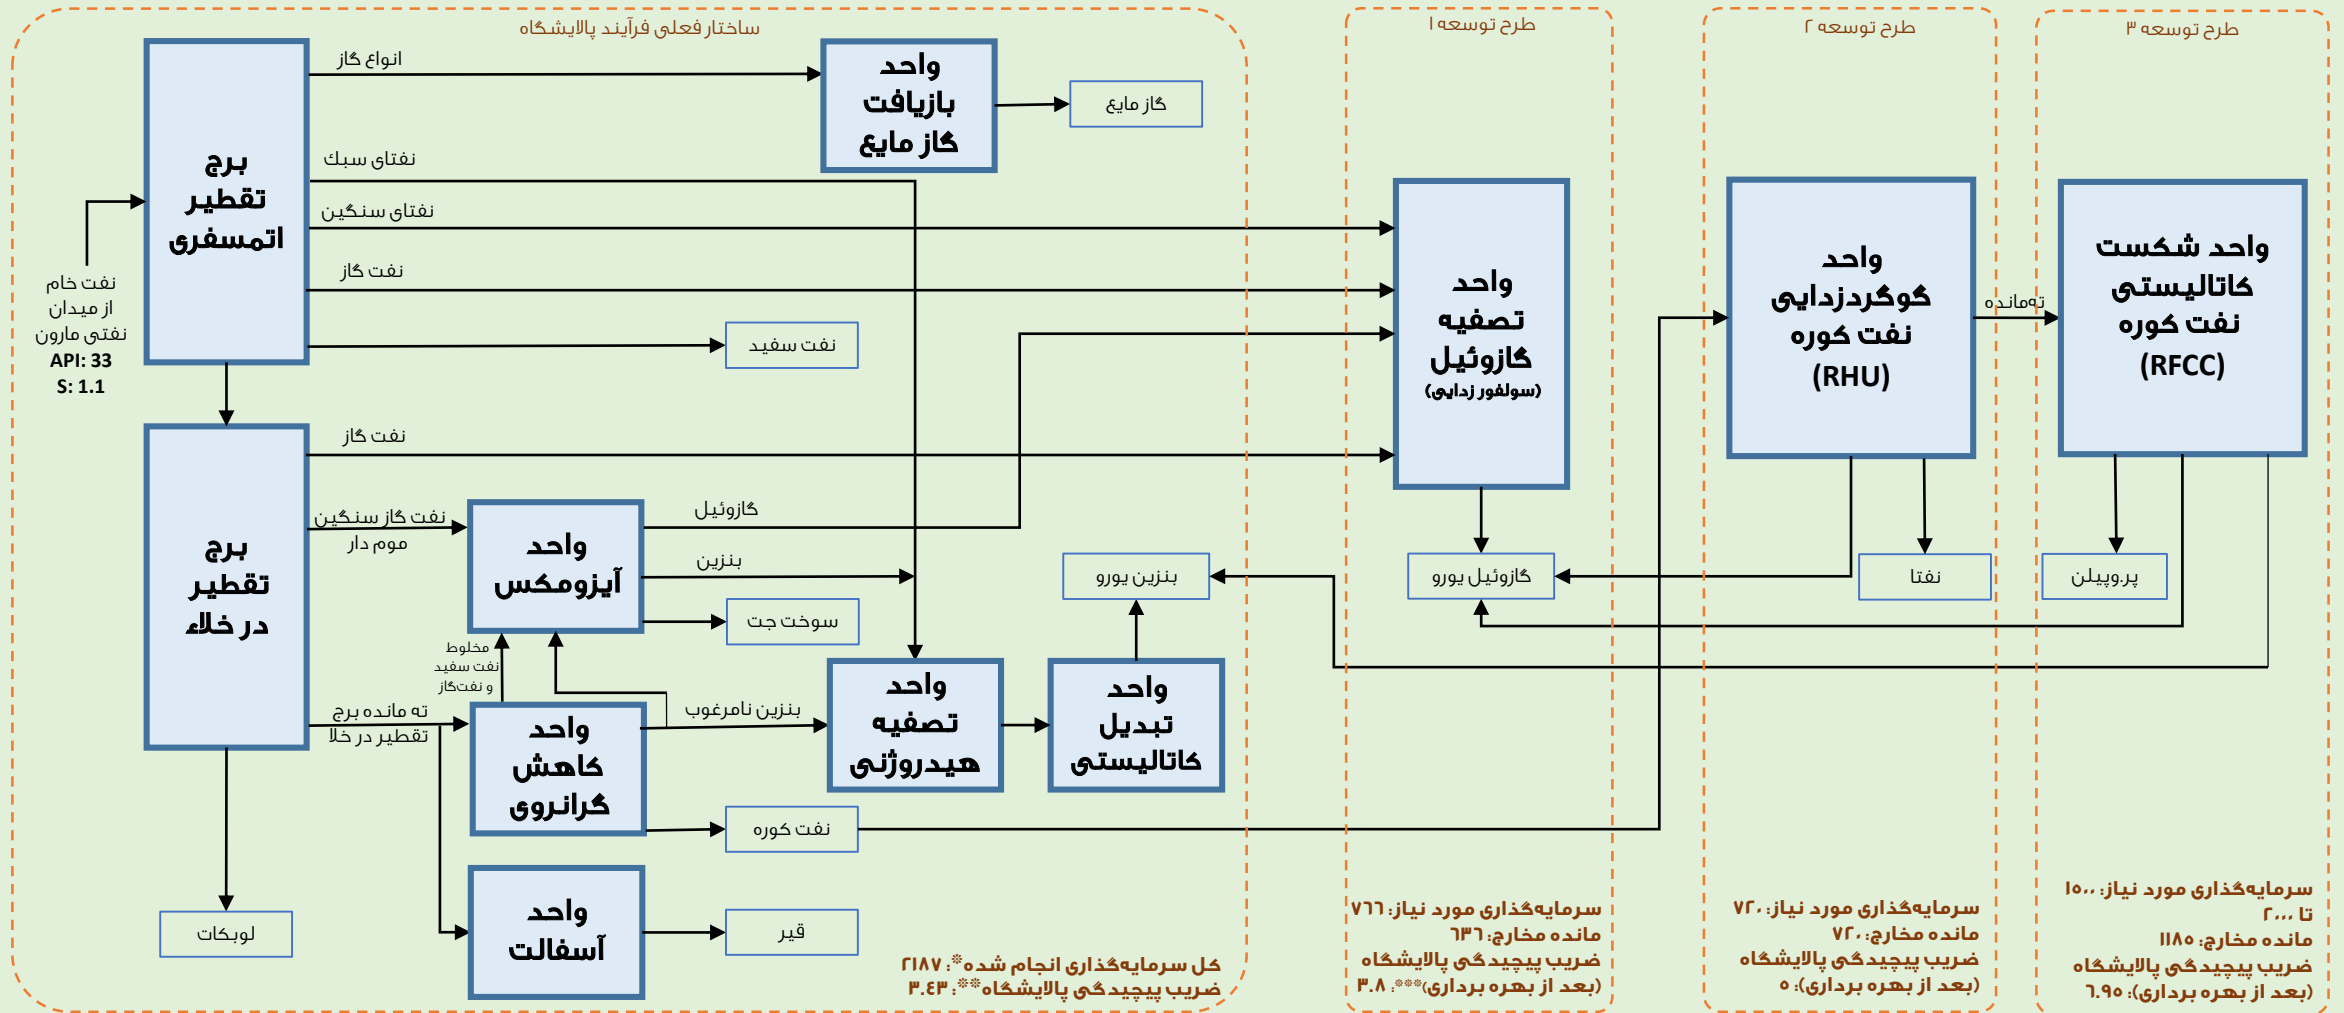 ساختار فعلی فرآیند پالایشگاه
طرح توسعه ۱
طرح توسعه ۲
طرح توسعه ۳
برج
تقطیر
اتمسفری
انواع گاز
واحد
بازیافت
گاز مایع
گاز مایع
نفتای سبک
نفتای سنگین
نفت گاز
نفت سفید
نفت خام
از میدان
نفتی مارون
API: 33
S: 1.1
واحد
تصفیه
گازوئیل
(سولفور زدایی)
واحد
گوگردزدایی
نفت کوره
(RHU)
ته‌مانده
واحد شکست
کاتالیستی
نفت کوره
(RFCC)
برج
تقطیر
در خلاء
نفت گاز
نفت گاز سنگین
موم دار
واحد
آیزومکس
گازوئیل
بنزین
سوخت جت
بنزین یورو
گازوئیل یورو
نفتا
پروپیلن
مخلوط
نفت سفید
و نفت‌گاز
ته مانده برج
تقطیر در خلا
واحد
کاهش
گرانروی
بنزین نامرغوب
واحد
تصفیه
هیدروژنی
واحد
تبدیل
کاتالیستی
نفت کوره
واحد
آسفالت
قیر
لوبکات
کل سرمایه‌گذاری انجام شده*: ۲۱۸۷
ضریب پیچیدگی پالایشگاه**: ۳.۴۳
سرمایه‌گذاری مورد نیاز: ۷۶۶
مانده مخارج: ۶۳۶
ضریب پیچیدگی پالایشگاه
(بعد از بهره برداری)***: ۳.۸
سرمایه‌گذاری مورد نیاز: ۷۲۰
مانده مخارج: ۷۲۰
ضریب پیچیدگی پالایشگاه
(بعد از بهره برداری): ۵
سرمایه‌گذاری مورد نیاز: ۱۵۰۰
تا ۲۰۰۰
مانده مخارج: ۱۱۸۵
ضریب پیچیدگی پالایشگاه
(بعد از بهره برداری): ۶.۹۵